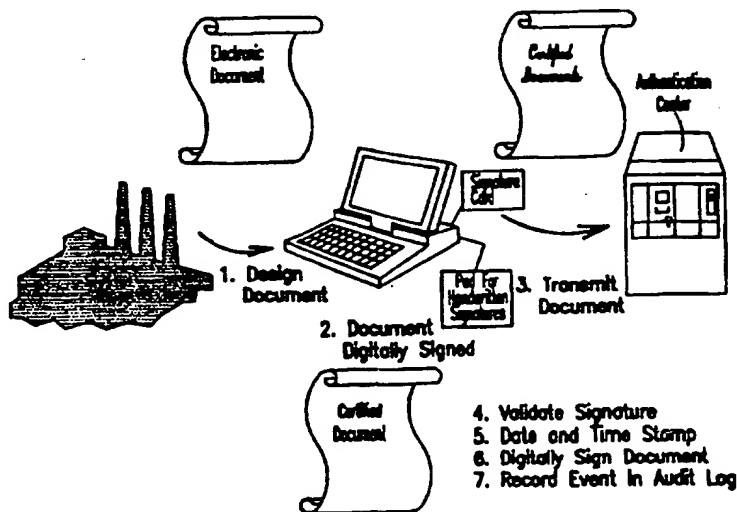 Electronic
Document
Certified
Documents
Authentication
Center
Signature
Card
1. Design
Document
Pad For
Handwritten
Signatures
3. Transmit
Document
2. Document
Digitally Signed
Certified
Document
4. Validate Signature
5. Date and Time Stamp
6. Digitally Sign Document
7. Record Event In Audit Log